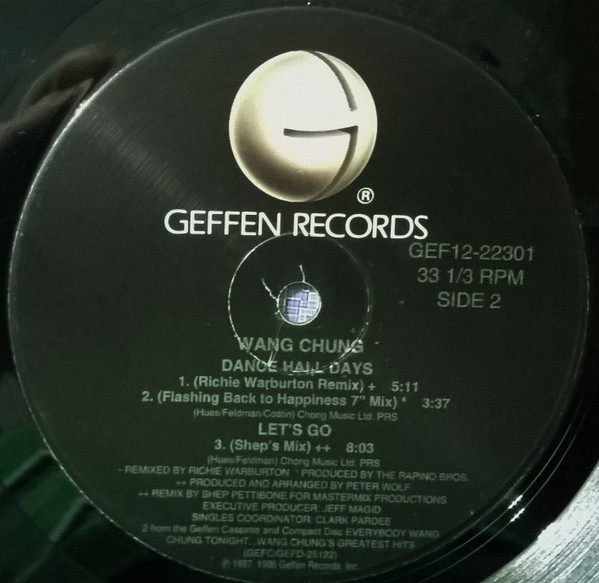 ®
GEFFEN RECORDS
GEF12-22301
33 1/3 RPM
SIDE 2
WANG CHUNG
DANCE HALL DAYS
1. (Richie Warburton Remix) + 5:11
2. (Flashing Back to Happiness 7" Mix) * 3:37
(Hues/Feldman/Costin) Chong Music Ltd. PRS
LET'S GO
3. (Shep's Mix) ++ 8:03
(Hues/Feldman) Chong Music Ltd. PRS
REMIXED BY RICHIE WARBURTON * PRODUCED BY THE RAPINO BROS.
++ PRODUCED AND ARRANGED BY PETER WOLF
++ REMIX BY SHEP PETTIBONE FOR MASTERMIX PRODUCTIONS
EXECUTIVE PRODUCER: JEFF MAGID
SINGLES COORDINATOR: CLARK PARDEE
2 from the Geffen Cassette and Compact Disc EVERYBODY WANG
CHUNG TONIGHT...WANG CHUNG'S GREATEST HITS
(GEFC/GEFD-25122)
℗ 1997, 1986 Geffen Records, Inc.